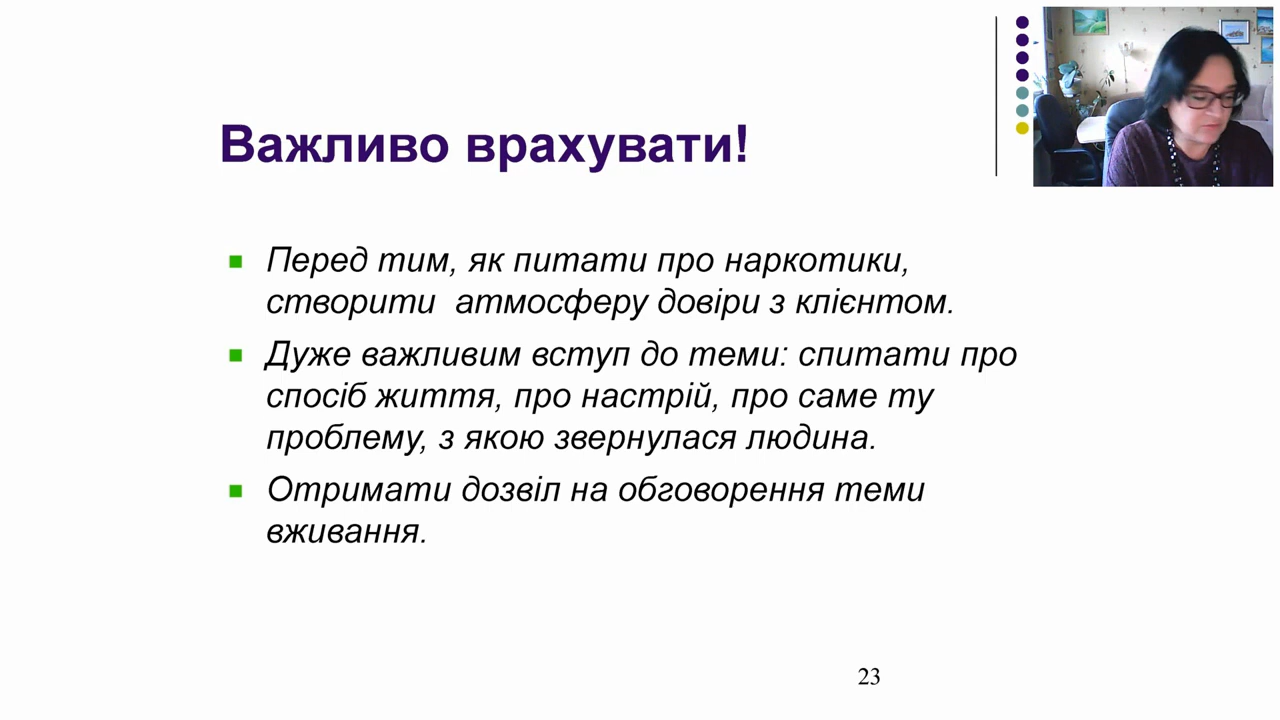 Важливо врахувати!
Перед тим, як питати про наркотики,
створити атмосферу довіри з клієнтом.
Дуже важливим вступ до теми: спитати про
спосіб життя, про настрій, про саме ту
проблему, з якою звернулася людина.
Отримати дозвіл на обговорення теми
вживання.
23